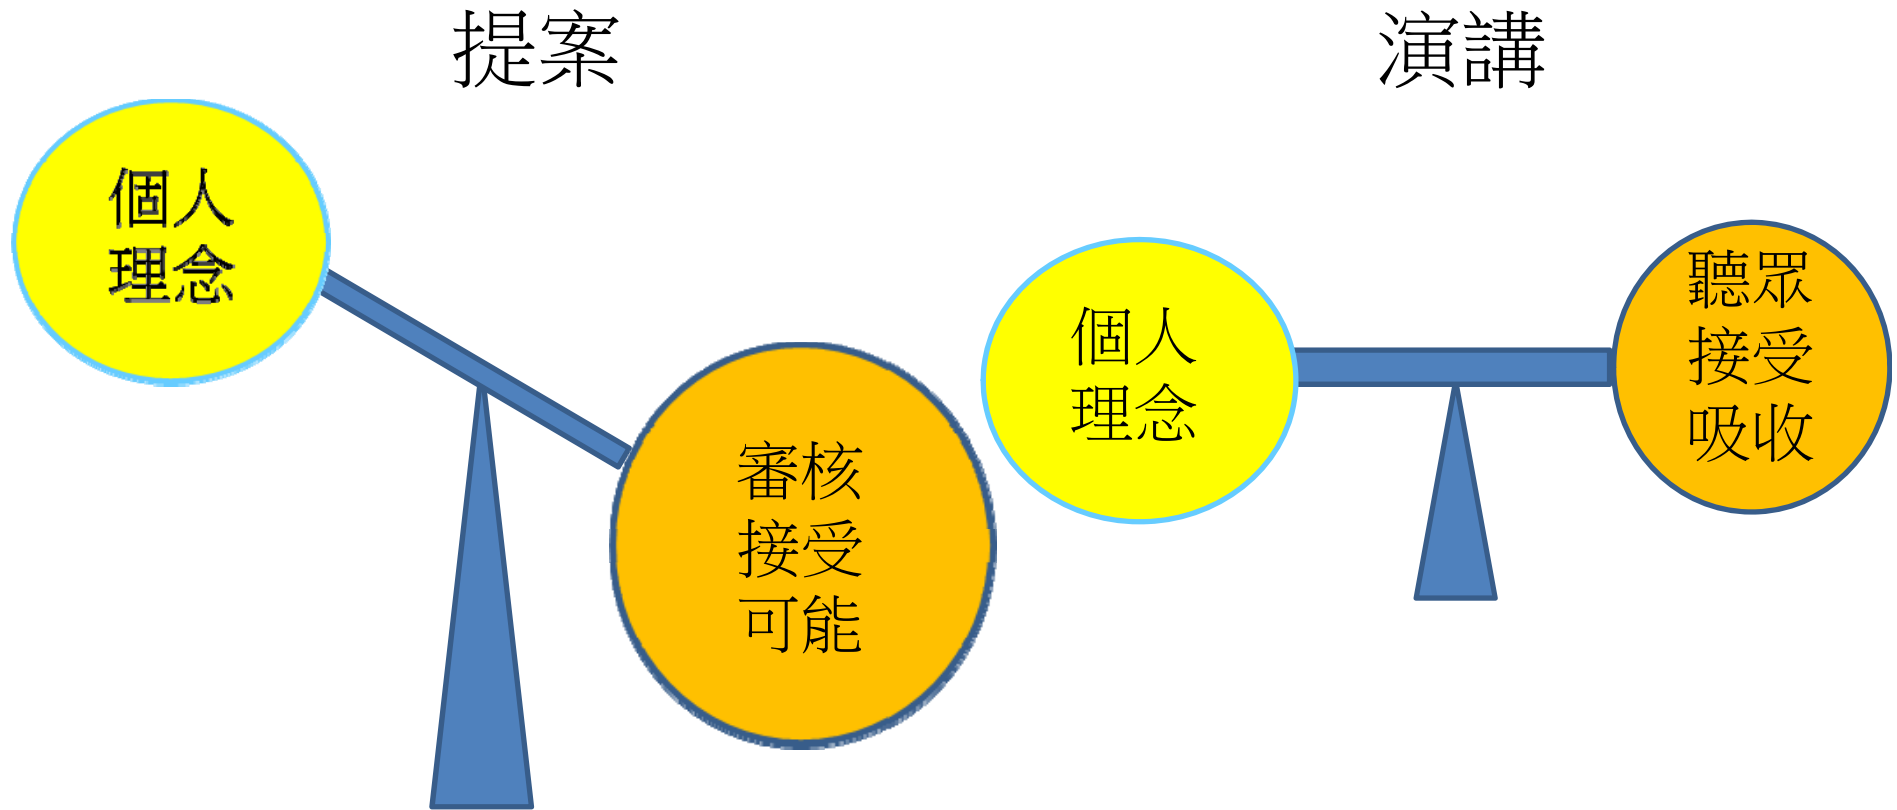 提案
個人
理念
審核
接受
可能
演講
個人
理念
聽眾
接受
吸收